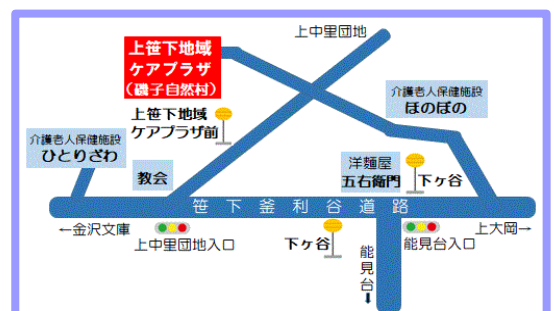 上中里団地
上笹下地域
ケアプラザ
(磯子自然村)
介護老人保健施設
ほのぼの
上笹下地域
ケアプラザ前
介護老人保健施設
ひとりざわ
教会
洋麺屋
五右衛門
下ヶ谷
笹下釜利谷道路
←金沢文庫
上中里団地入口
下ヶ谷
能見台↓
能見台入口
上大岡→